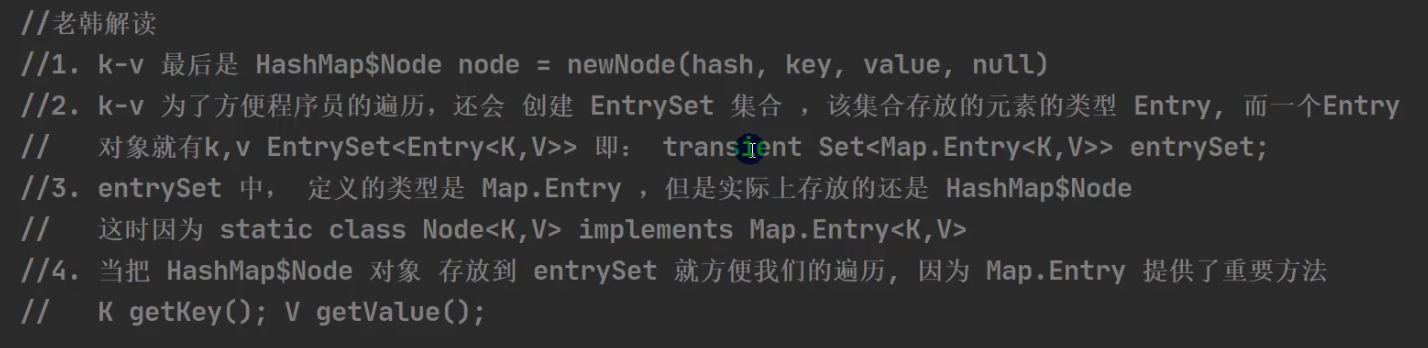 //老韩解读
//1. k-v 最后是 HashMap$Node node = newNode(hash, key, value, null)
//2. k-v 为了方便程序员的遍历，还会 创建 EntrySet 集合 ，该集合存放的元素的类型 Entry, 而一个Entry
//   对象就有k,v EntrySet<Entry<K,V>> 即： transient Set<Map.Entry<K,V>> entrySet;
//3. entrySet 中， 定义的类型是 Map.Entry ，但是实际上存放的还是 HashMap$Node
//   这时因为 static class Node<K,V> implements Map.Entry<K,V>
//4. 当把 HashMap$Node 对象 存放到 entrySet 就方便我们的遍历, 因为 Map.Entry 提供了重要方法
//   K getKey(); V getValue();